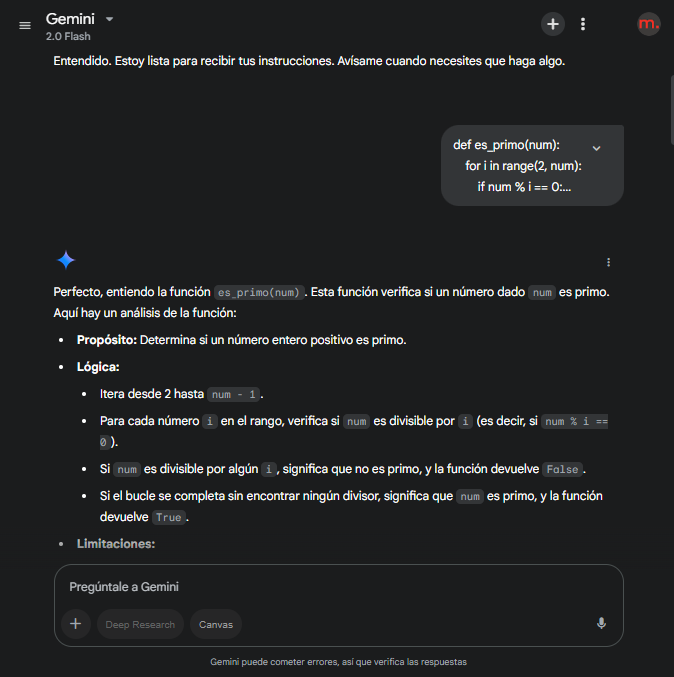 Gemini
2.0 Flash
m.
Entendido. Estoy lista para recibir tus instrucciones. Avísame cuando necesites que haga algo.
def es_primo(num):
for i in range(2, num):
if num % i == 0:...
Perfecto, entiendo la función es_primo(num). Esta función verifica si un número dado num es primo.
Aquí hay un análisis de la función:
• Propósito: Determina si un número entero positivo es primo.
• Lógica:
• Itera desde 2 hasta num - 1.
• Para cada número i en el rango, verifica si num es divisible por i (es decir, si num % i ==
0).
• Si num es divisible por algún i, significa que no es primo, y la función devuelve False.
• Si el bucle se completa sin encontrar ningún divisor, significa que num es primo, y la función
devuelve True.
• Limitaciones:
Pregúntale a Gemini
Deep Research
Canvas
Gemini puede cometer errores, así que verifica las respuestas